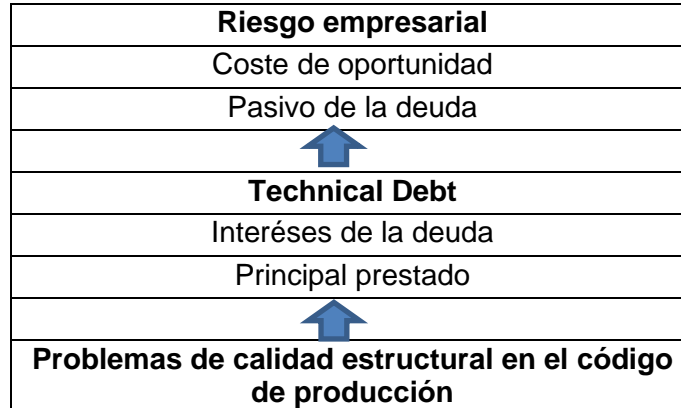 Riesgo empresarial
Coste de oportunidad
Pasivo de la deuda
Technical Debt
Interéses de la deuda
Principal prestado
Problemas de calidad estructural en el código
de producción